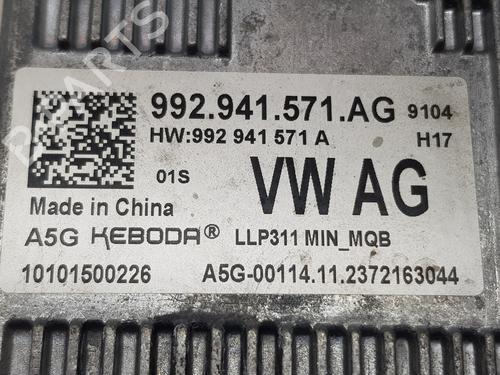 992.941.571.AG 9104
HW:992 941 571 A H17
01S VW AG
Made in China
A5G KEBODA® LLP311 MIN_MQB
10101500226 A5G-00114.11.2372163044